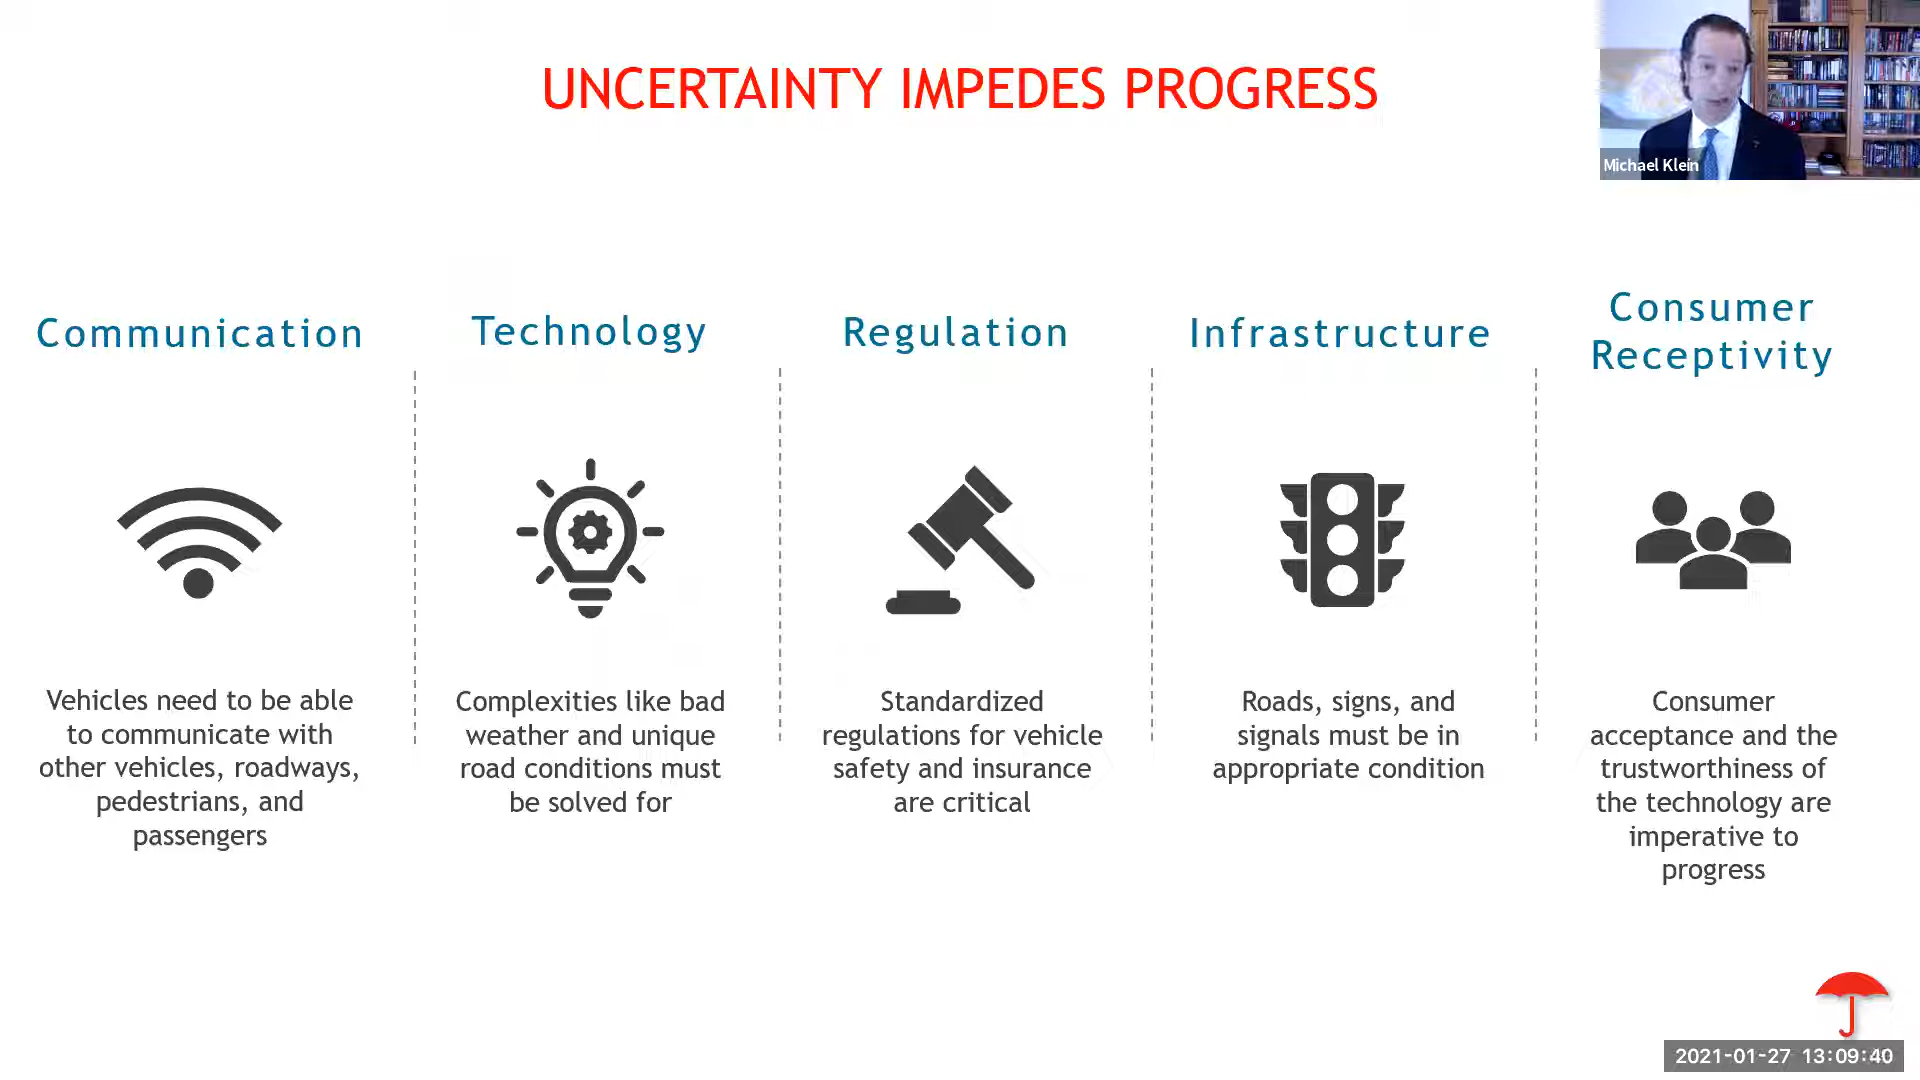 UNCERTAINTY IMPEDES PROGRESS
Michael Klein
Communication
Vehicles need to be able
to communicate with
other vehicles, roadways,
pedestrians, and
passengers
Technology
Complexities like bad
weather and unique
road conditions must
be solved for
Regulation
Standardized
regulations for vehicle
safety and insurance
are critical
Infrastructure
Roads, signs, and
signals must be in
appropriate condition
Consumer
Receptivity
Consumer
acceptance and the
trustworthiness of
the technology are
imperative to
progress
2021-01-27 13:09:40